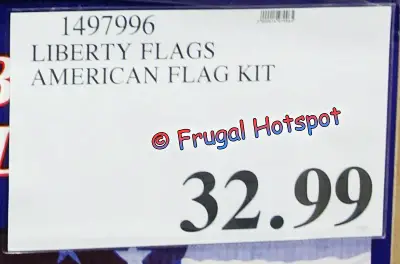 1497996
LIBERTY FLAGS
AMERICAN FLAG KIT
© Frugal Hotspot
32.99